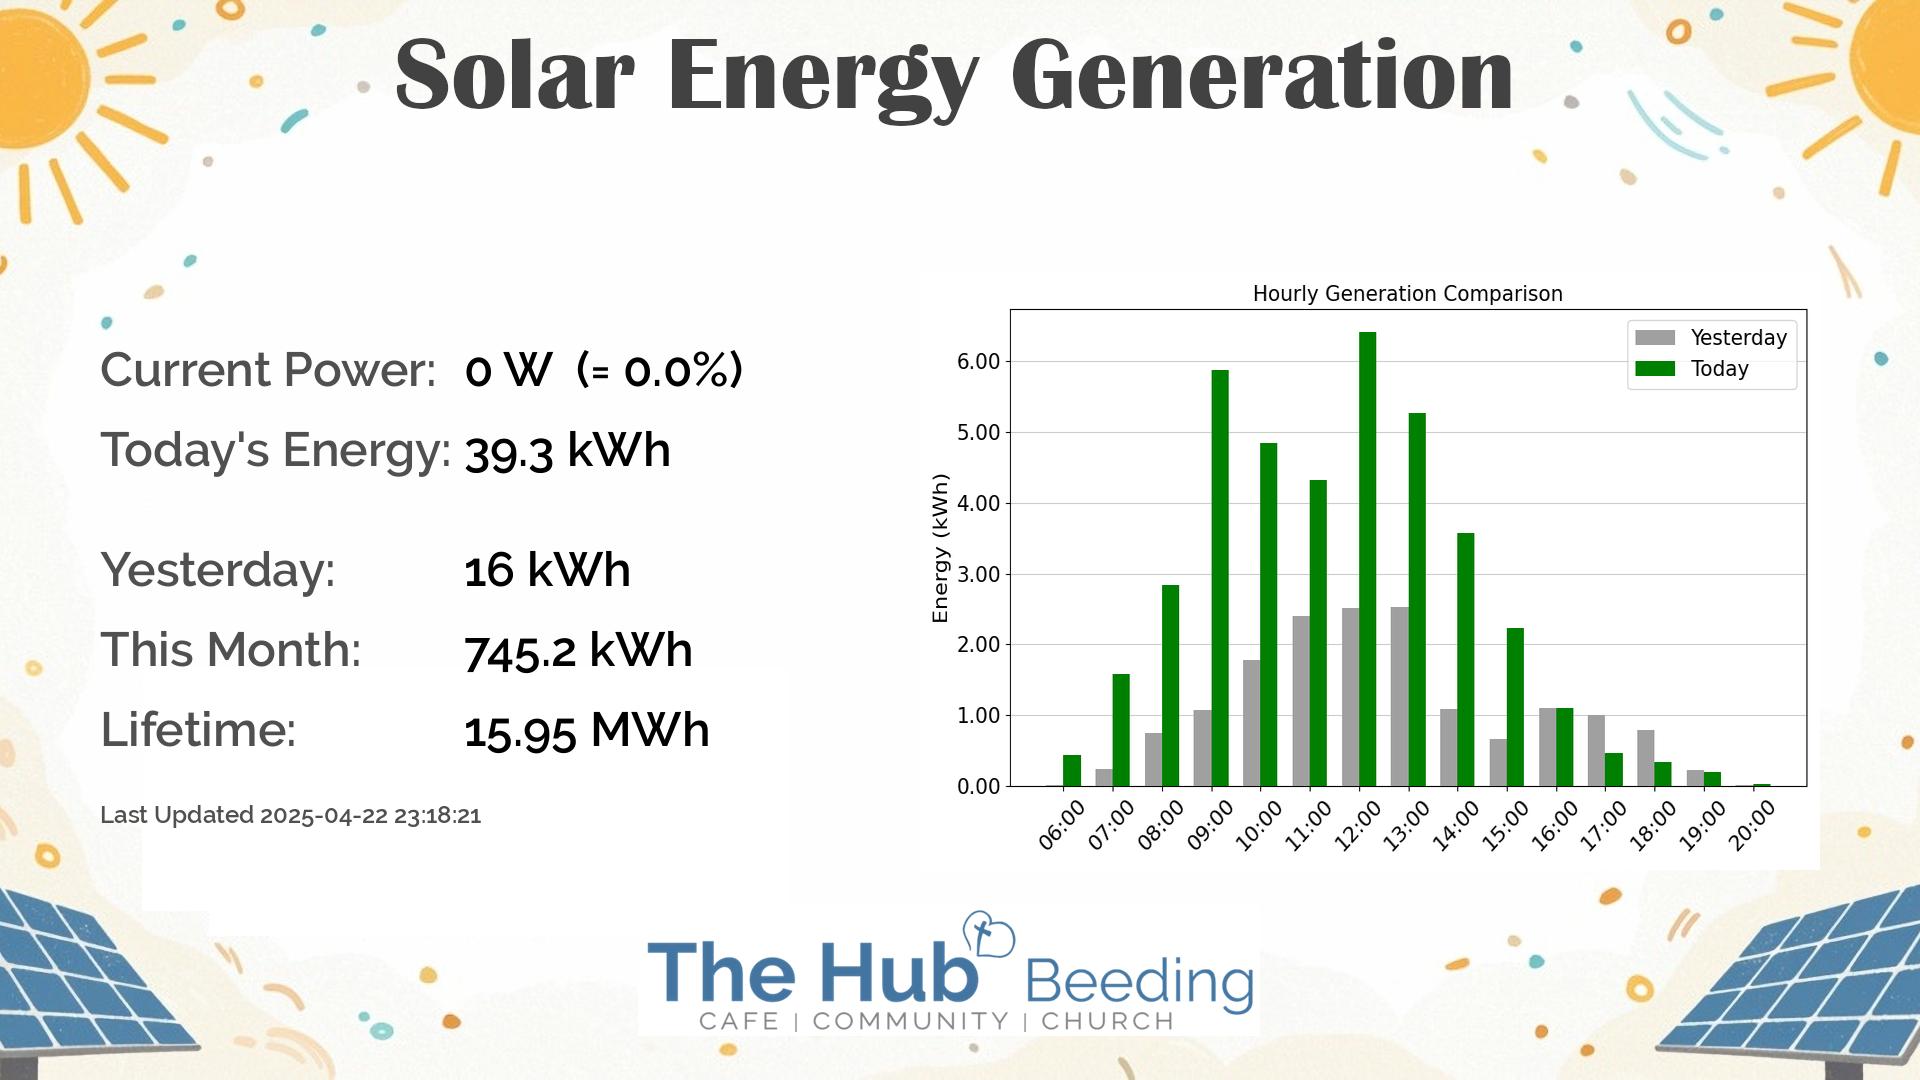 Solar Energy Generation
Current Power: 0 W (= 0.0%)
Today's Energy: 39.3 kWh
Yesterday: 16 kWh
This Month: 745.2 kWh
Lifetime: 15.95 MWh
Last Updated 2025-04-22 23:18:21
Hourly Generation Comparison
Yesterday
Today
Energy (kWh)
6.00
5.00
4.00
3.00
2.00
1.00
0.00
06:00 07:00 08:00 09:00 10:00 11:00 12:00 13:00 14:00 15:00 16:00 17:00 18:00 19:00 20:00
The Hub Beeding
CAFE | COMMUNITY | CHURCH